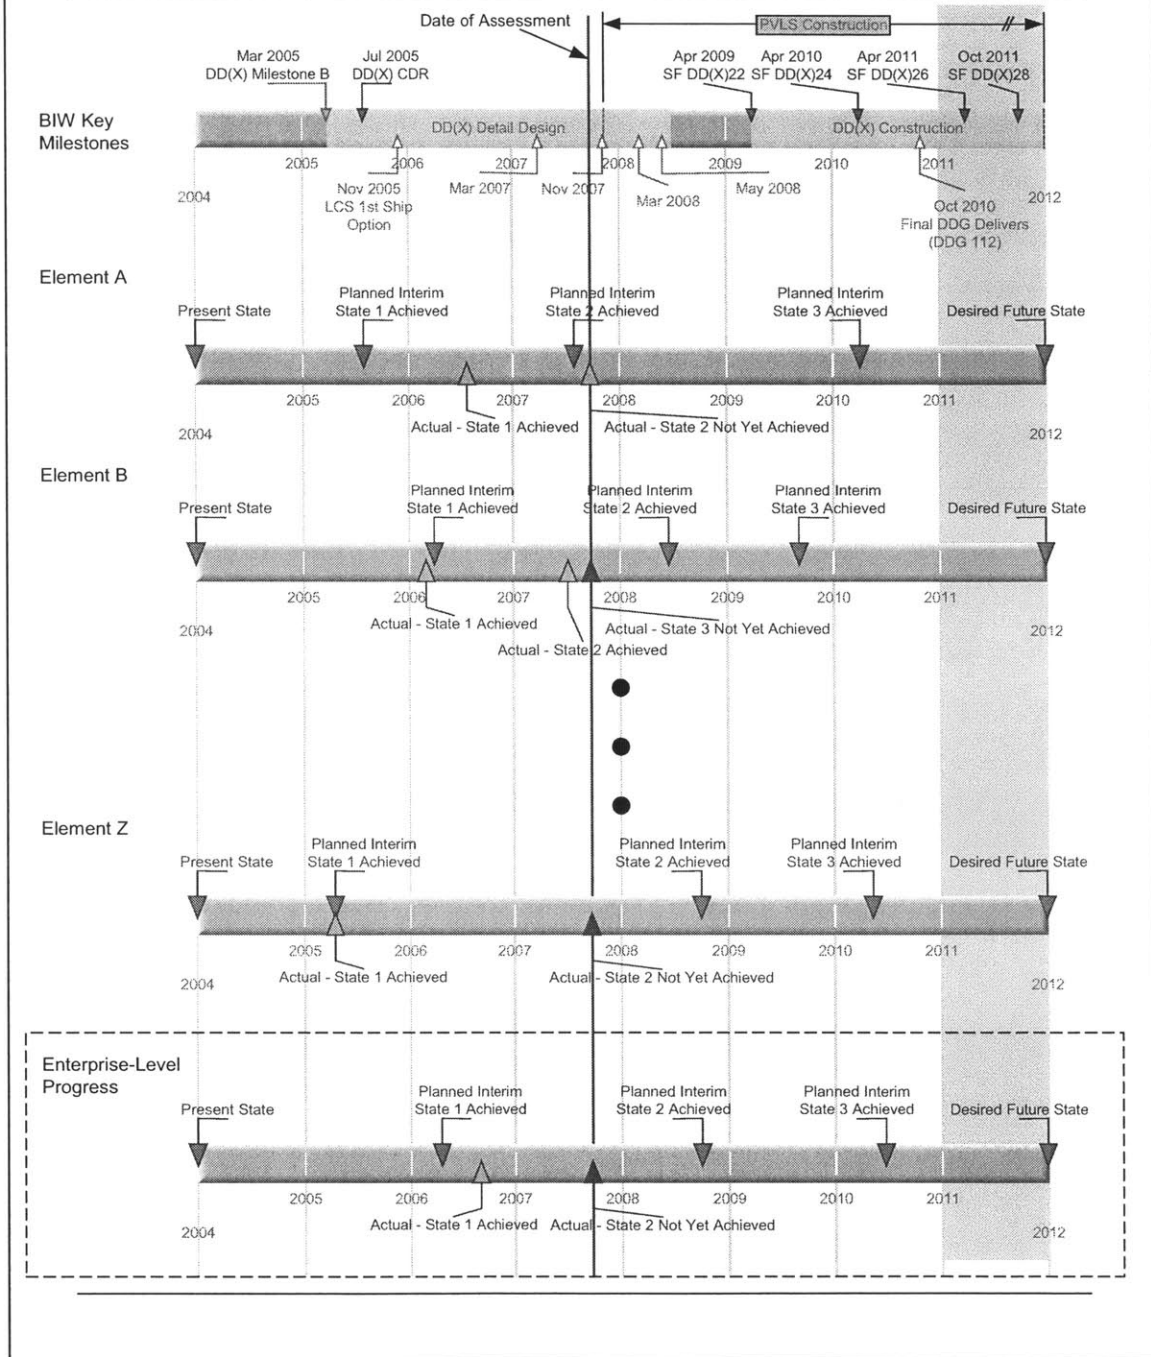 Date of Assessment
PVLS Construction
Mar 2005
DD(X) Milestone B
Jul 2005
DD(X) CDR
Apr 2009
SF DD(X)22
Apr 2010
SF DD(X)24
Apr 2011
SF DD(X)26
Oct 2011
SF DD(X)28
BIW Key
Milestones
DD(X) Detail Design
DD(X) Construction
2004
2005
2006
2007
2008
2009
2010
2011
2012
Nov 2005
LCS 1st Ship
Option
Mar 2007
Nov 2007
Mar 2008
May 2008
Oct 2010
Final DDG Delivers
(DDG 112)
Element A
Present State
Planned Interim
State 1 Achieved
Planned Interim
State 2 Achieved
Planned Interim
State 3 Achieved
Desired Future State
2004
2005
2006
2007
2008
2009
2010
2011
2012
Actual - State 1 Achieved
Actual - State 2 Not Yet Achieved
Element B
Present State
Planned Interim
State 1 Achieved
Planned Interim
State 2 Achieved
Planned Interim
State 3 Achieved
Desired Future State
2004
2005
2006
2007
2008
2009
2010
2011
2012
Actual - State 1 Achieved
Actual - State 3 Not Yet Achieved
Actual - State 2 Achieved
Element Z
Present State
Planned Interim
State 1 Achieved
Planned Interim
State 2 Achieved
Planned Interim
State 3 Achieved
Desired Future State
2004
2005
2006
2007
2008
2009
2010
2011
2012
Actual - State 1 Achieved
Actual - State 2 Not Yet Achieved
Enterprise-Level
Progress
Present State
Planned Interim
State 1 Achieved
Planned Interim
State 2 Achieved
Planned Interim
State 3 Achieved
Desired Future State
2004
2005
2006
2007
2008
2009
2010
2011
2012
Actual - State 1 Achieved
Actual - State 2 Not Yet Achieved